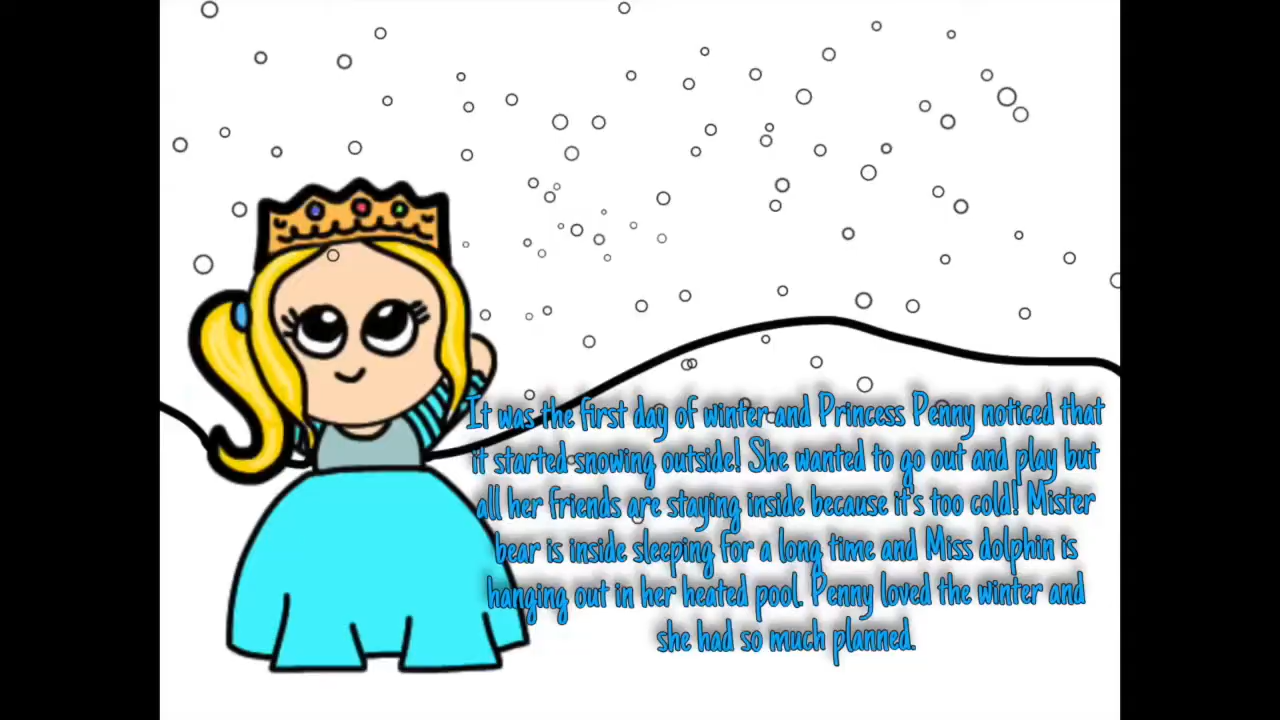 It was the first day of winter and Princess Penny noticed that
it started snowing outside! She wanted to go out and play but
all her friends are staying inside because it's too cold! Mister
bear is inside sleeping for a long time and Miss dolphin is
hanging out in her heated pool. Penny loved the winter and
she had so much planned.